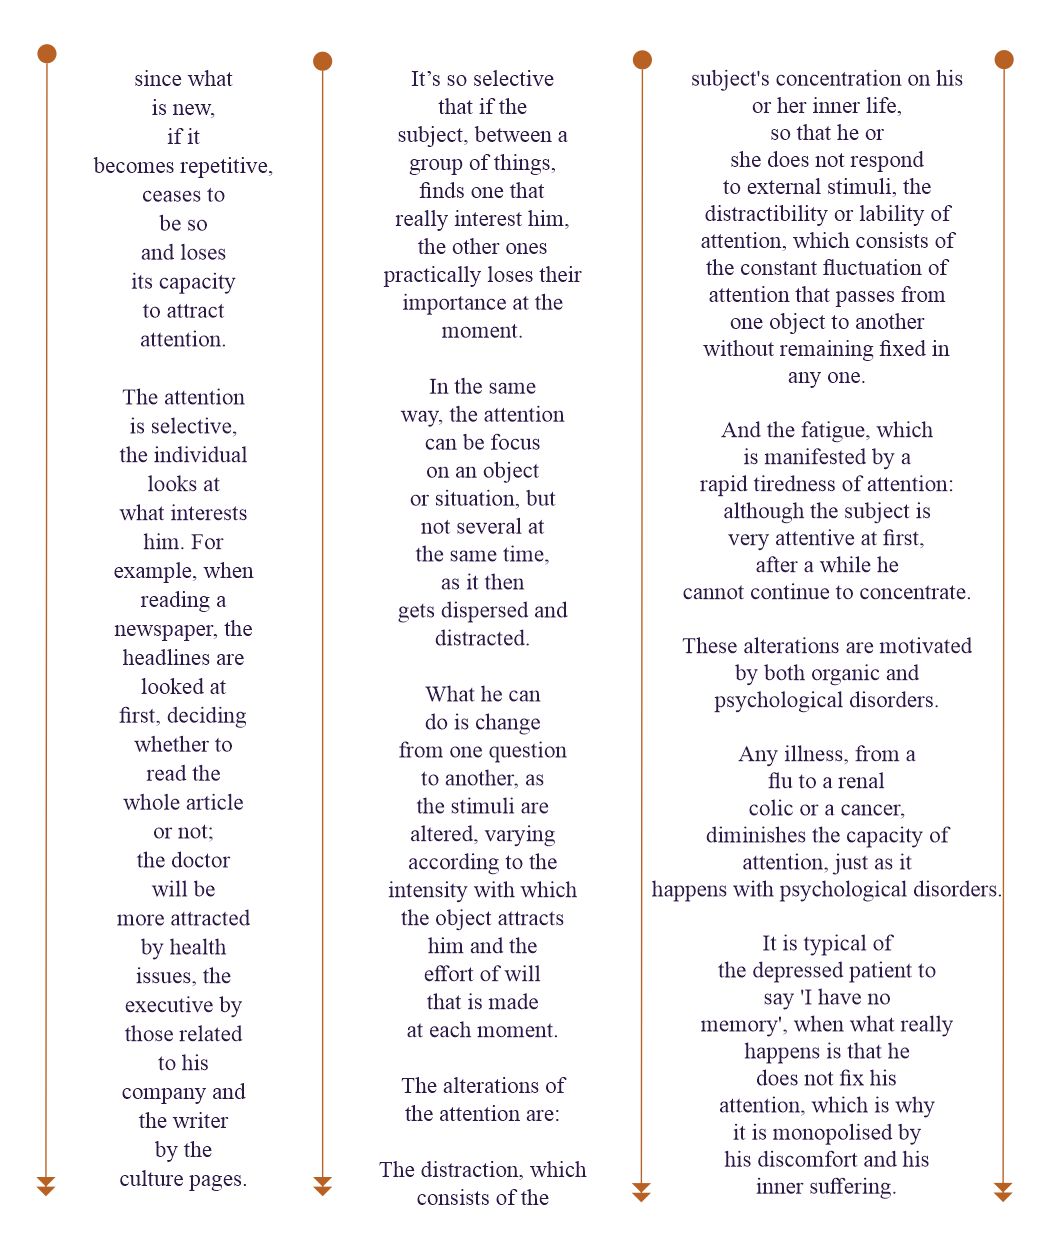 since what
is new,
if it
becomes repetitive,
ceases to
be so
and loses
its capacity
to attract
attention.
The attention
is selective,
the individual
looks at
what interests
him. For
example, when
reading a
newspaper, the
headlines are
looked at
first, deciding
whether to
read the
whole article
or not;
the doctor
will be
more attracted
by health
issues, the
executive by
those related
to his
company and
the writer
by the
culture pages.
It’s so selective
that if the
subject, between a
group of things,
finds one that
really interest him,
the other ones
practically loses their
importance at the
moment.
In the same
way, the attention
can be focus
on an object
or situation, but
not several at
the same time,
as it then
gets dispersed and
distracted.
What he can
do is change
from one question
to another, as
the stimuli are
altered, varying
according to the
intensity with which
the object attracts
him and the
effort of will
that is made
at each moment.
The alterations of
the attention are:
The distraction, which
consists of the
subject's concentration on his
or her inner life,
so that he or
she does not respond
to external stimuli, the
distractibility or lability of
attention, which consists of
the constant fluctuation of
attention that passes from
one object to another
without remaining fixed in
any one.
And the fatigue, which
is manifested by a
rapid tiredness of attention:
although the subject is
very attentive at first,
after a while he
cannot continue to concentrate.
These alterations are motivated
by both organic and
psychological disorders.
Any illness, from a
flu to a renal
colic or a cancer,
diminishes the capacity of
attention, just as it
happens with psychological disorders.
It is typical of
the depressed patient to
say 'I have no
memory', when what really
happens is that he
does not fix his
attention, which is why
it is monopolised by
his discomfort and his
inner suffering.